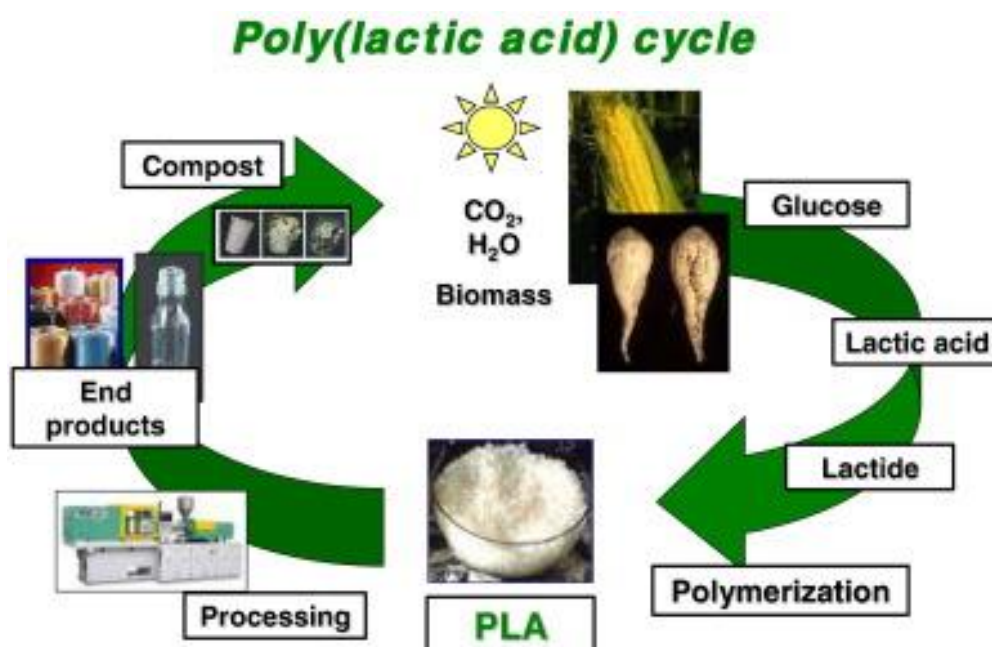 Poly(lactic acid) cycle
Compost
CO₂,
H₂O
Biomass
Glucose
Lactic acid
Lactide
Polymerization
PLA
Processing
End
products